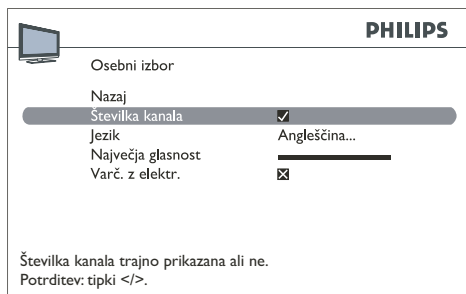 PHILIPS
Osebni izbor
Nazaj
Številka kanala
Jezik Angleščina...
Največja glasnost
Varč. z elektr.
Številka kanala trajno prikazana ali ne.
Potrditev: tipki </>.